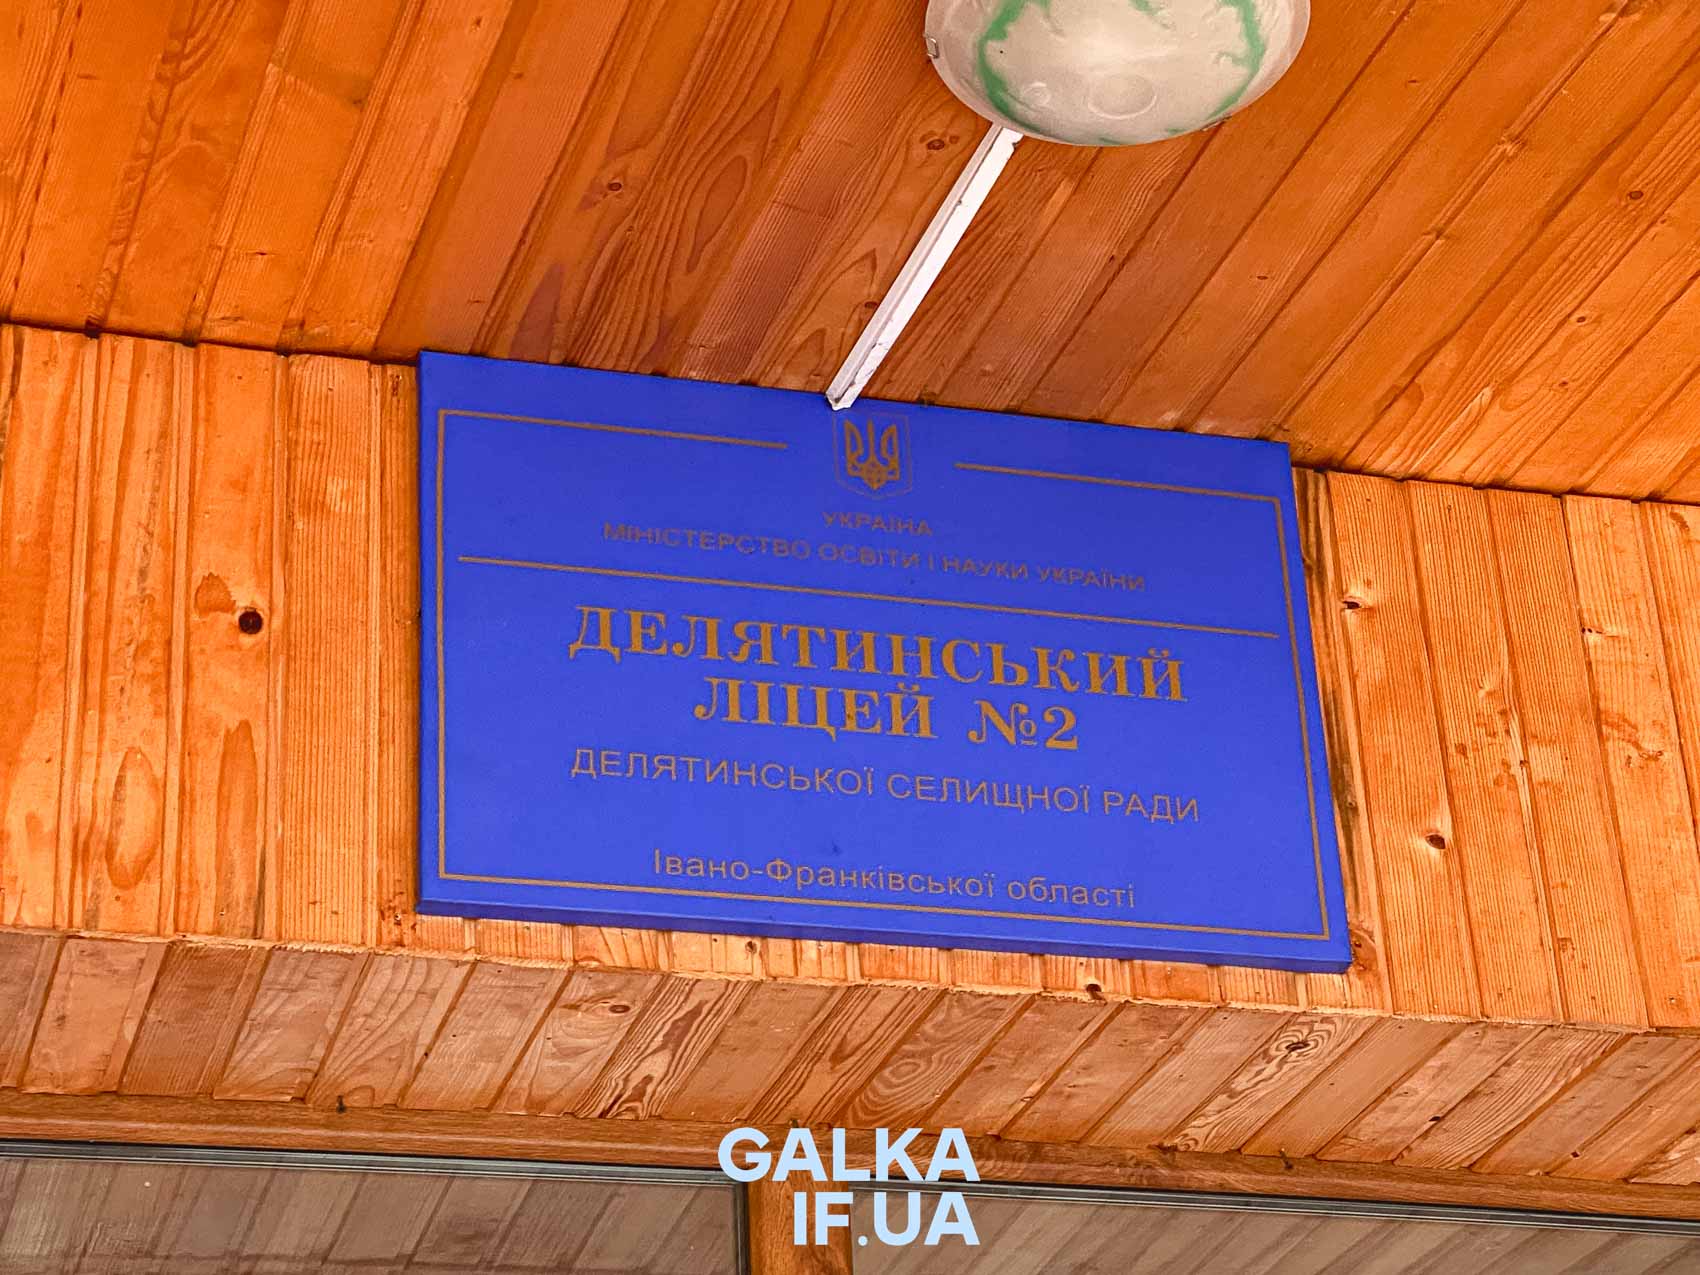 УКРАЇНА
МІНІСТЕРСТВО ОСВІТИ І НАУКИ УКРАЇНИ
ДЕЛЯТИНСЬКИЙ
ЛІЦЕЙ №2
ДЕЛЯТИНСЬКОЇ СЕЛИЩНОЇ РАДИ
Івано-Франківської області
GALKA
IF.UA